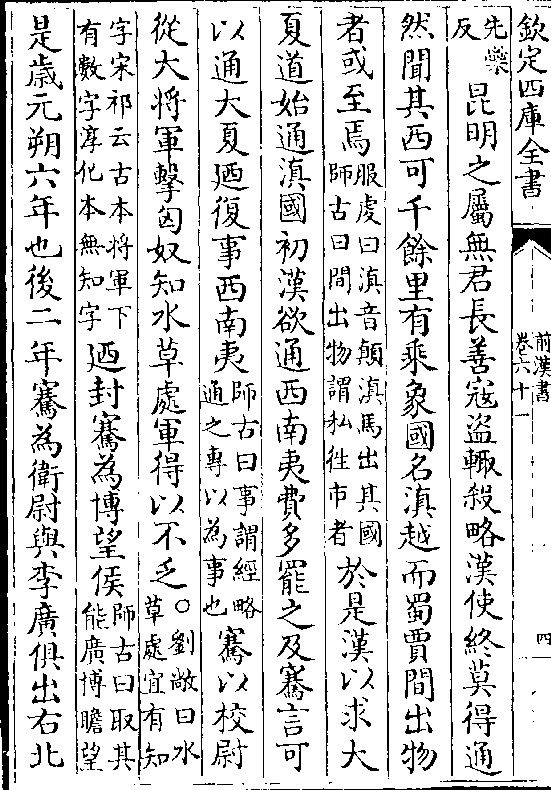 欽定四庫全書
前漢書
卷六十一
四
先蘂
反
昆明之屬無君長善寇盜輙殺略漢使終莫得通
然聞其西可千餘里有乘象國名滇越而蜀賈間出物
者或至焉
服䖍曰滇音顛滇馬出其國
師古曰間出物謂私徃市者
於是漢以求大
夏道始通滇國初漢欲通西南夷費多罷之及騫言可
以通大夏廼復事西南夷
師古曰事謂經略
通之專以為事也
騫以校尉
從大将軍擊匈奴知水草處軍得以不乏
○劉敞曰水
草處宜有知
字宋祁云古本将軍下
有數字淳化本無知字
廼封騫為博望侯
師古曰取其
能廣博瞻望
是歲元朔六年也後二年騫為衛尉與李廣俱出右北